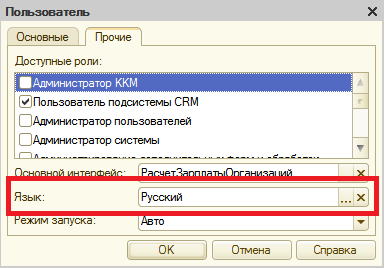 Пользователь
Основные
Прочие
Доступные роли:
Администратор ККМ
Пользователь подсистемы CRM
Администратор пользователей
Администратор системы
Основной интерфейс:
РасчетЗарплатыОрганизаций
Язык:
Русский
...
Режим запуска:
Авто
OK
Отмена
Справка